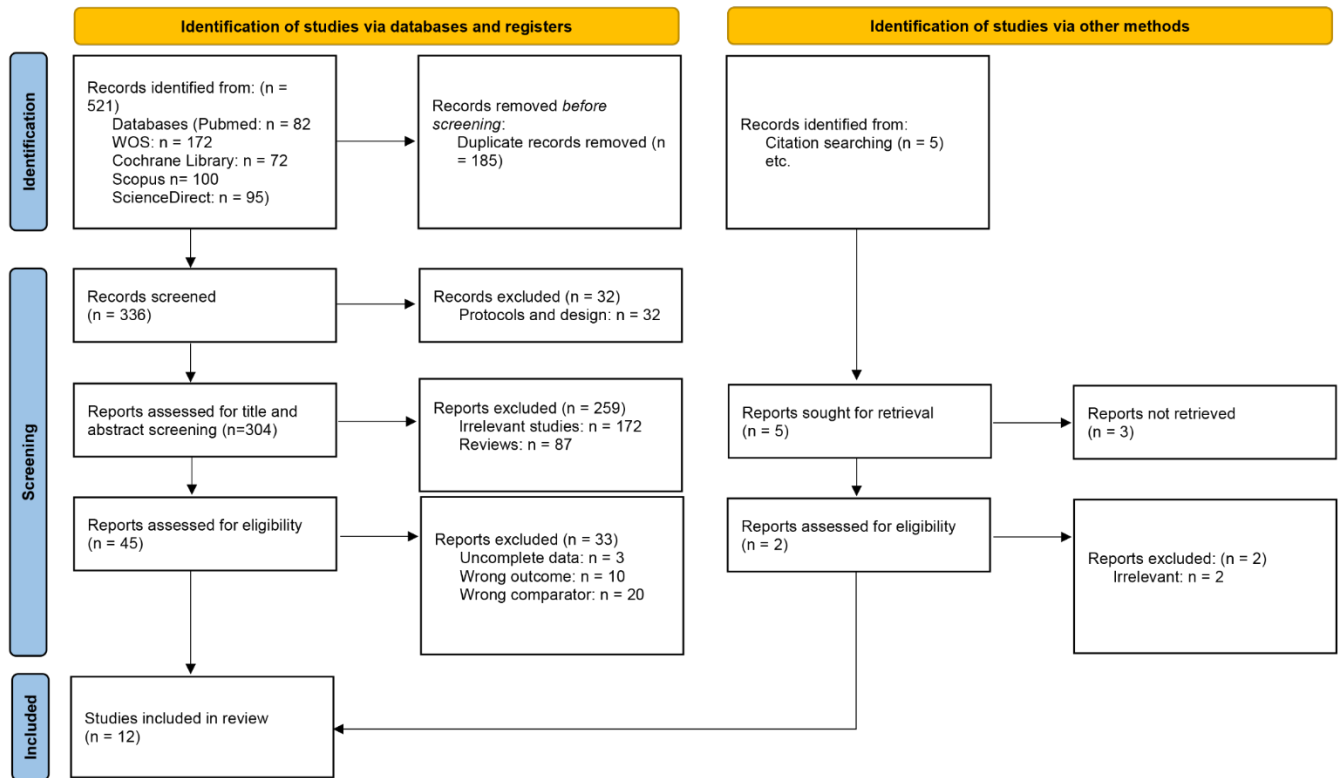 Identification of studies via databases and registers
Identification of studies via other methods
Identification
Records identified from: (n =
521)
Databases (Pubmed: n = 82
WOS: n = 172
Cochrane Library: n = 72
Scopus n= 100
ScienceDirect: n = 95)
Records removed before
screening:
Duplicate records removed (n
= 185)
Records identified from:
Citation searching (n = 5)
etc.
Screening
Records screened
(n = 336)
Records excluded (n = 32)
Protocols and design: n = 32
Reports assessed for title and
abstract screening (n=304)
Reports excluded (n = 259)
Irrelevant studies: n = 172
Reviews: n = 87
Reports sought for retrieval
(n = 5)
Reports not retrieved
(n = 3)
Reports assessed for eligibility
(n = 45)
Reports excluded (n = 33)
Uncomplete data: n = 3
Wrong outcome: n = 10
Wrong comparator: n = 20
Reports assessed for eligibility
(n = 2)
Reports excluded: (n = 2)
Irrelevant: n = 2
Included
Studies included in review
(n = 12)